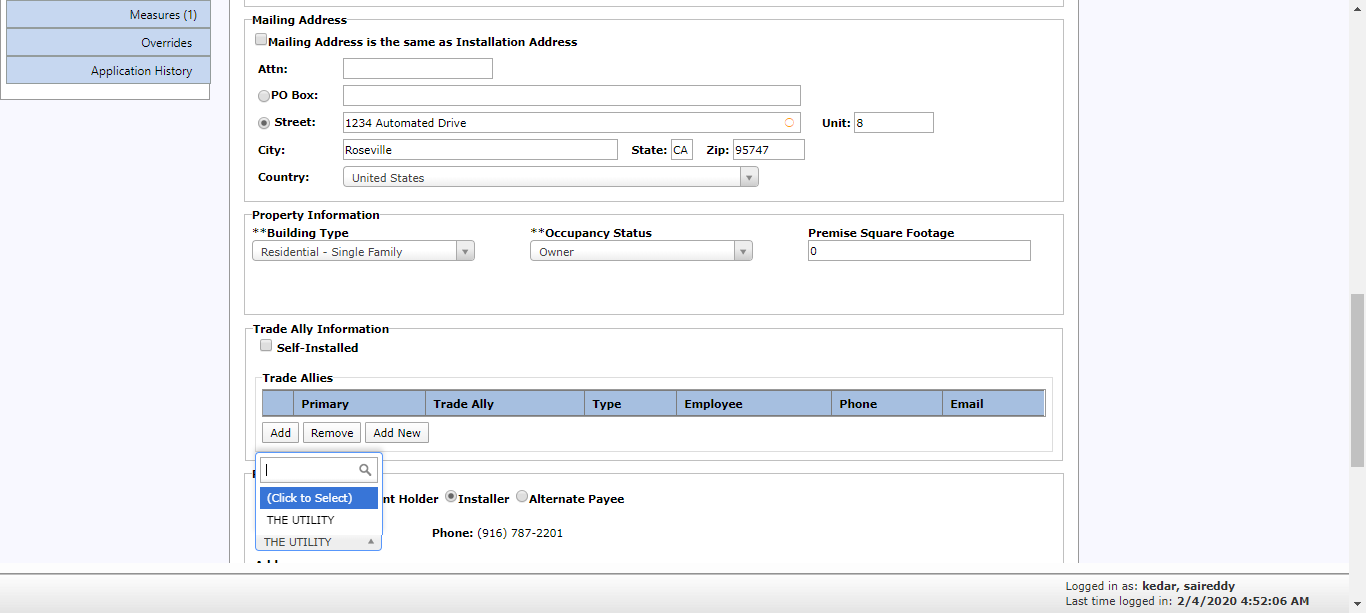 Measures (1)
Overrides
Application History
Mailing Address
Mailing Address is the same as Installation Address
Attn:
PO Box:
Street: 1234 Automated Drive Unit: 8
City: Roseville State: CA Zip: 95747
Country: United States
Property Information
**Building Type **Occupancy Status Premise Square Footage
Residential - Single Family Owner 0
Trade Ally Information
Self-Installed
Trade Allies
Primary Trade Ally Type Employee Phone Email
Add Remove Add New
(Click to Select) nt Holder Installer Alternate Payee
THE UTILITY
Phone: (916) 787-2201
THE UTILITY
Logged in as: kedar, saireddy
Last time logged in: 2/4/2020 4:52:06 AM